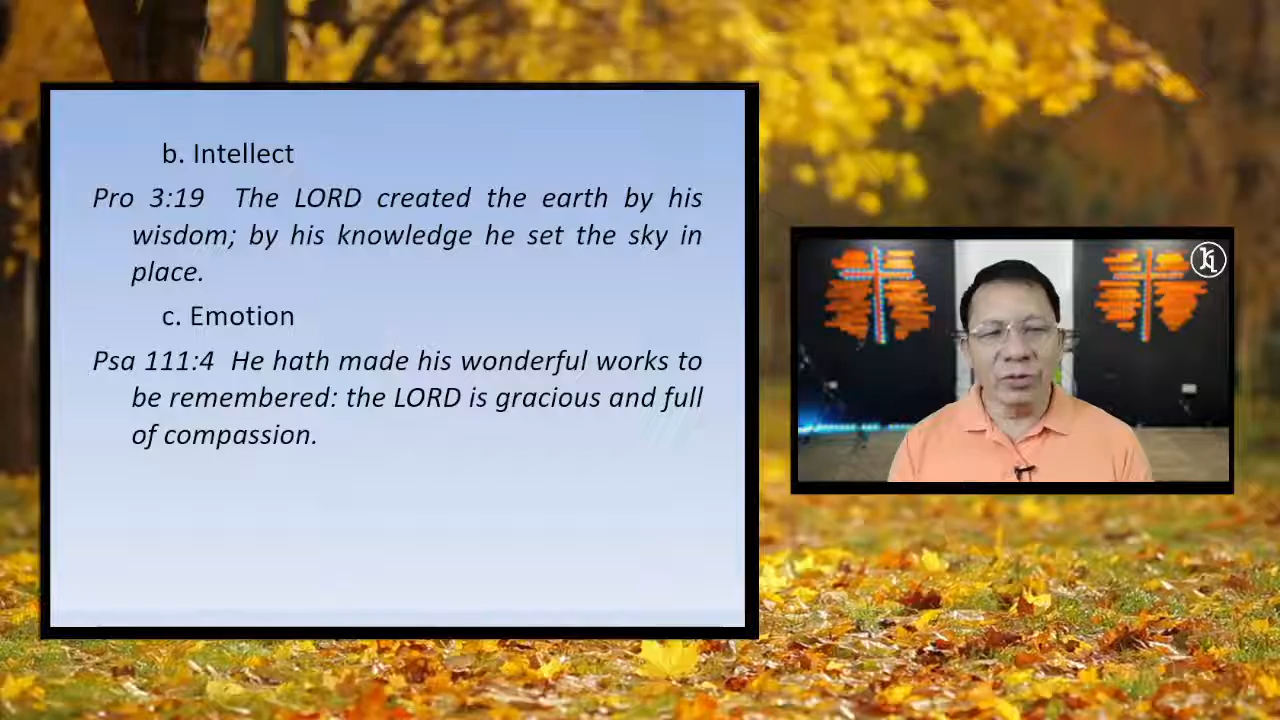 b. Intellect
Pro 3:19 The LORD created the earth by his
wisdom; by his knowledge he set the sky in
place.
c. Emotion
Psa 111:4 He hath made his wonderful works to
be remembered: the LORD is gracious and full
of compassion.